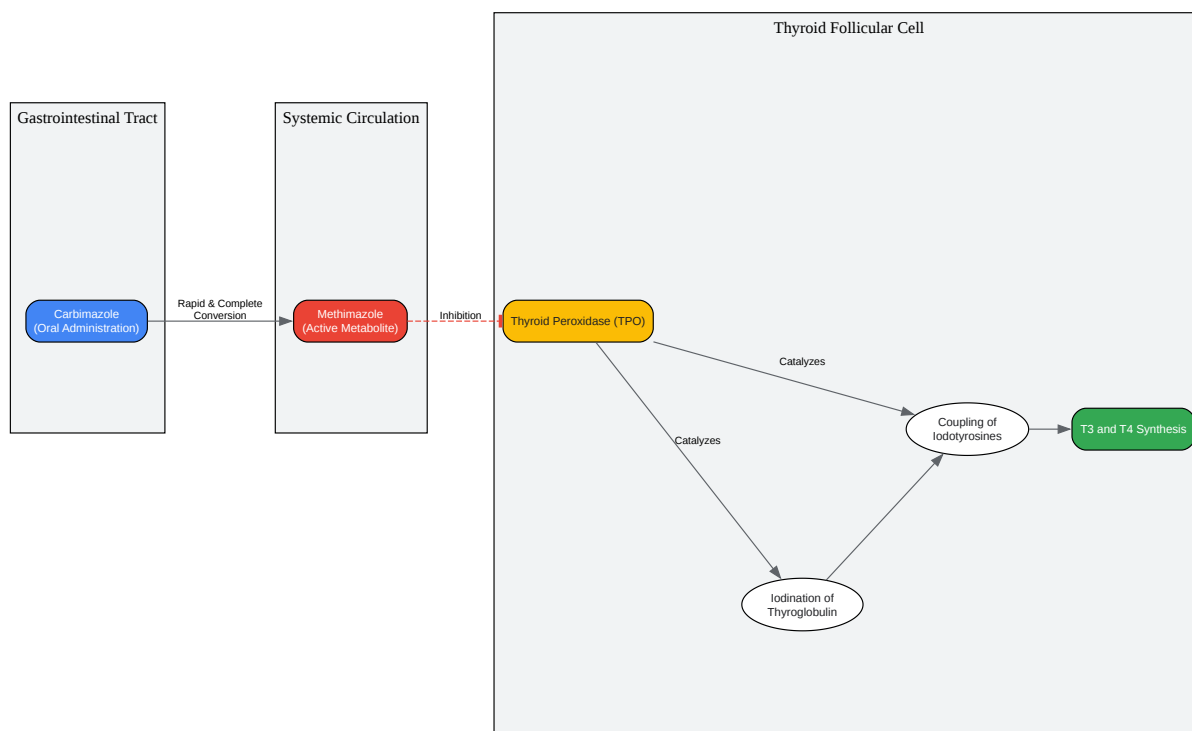 Thyroid Follicular Cell
Gastrointestinal Tract
Systemic Circulation
Carbimazole
(Oral Administration)
Rapid & Complete
Conversion
Methimazole
(Active Metabolite)
Inhibition
Thyroid Peroxidase (TPO)
Catalyzes
Catalyzes
Coupling of
Iodotyrosines
T3 and T4 Synthesis
Iodination of
Thyroglobulin